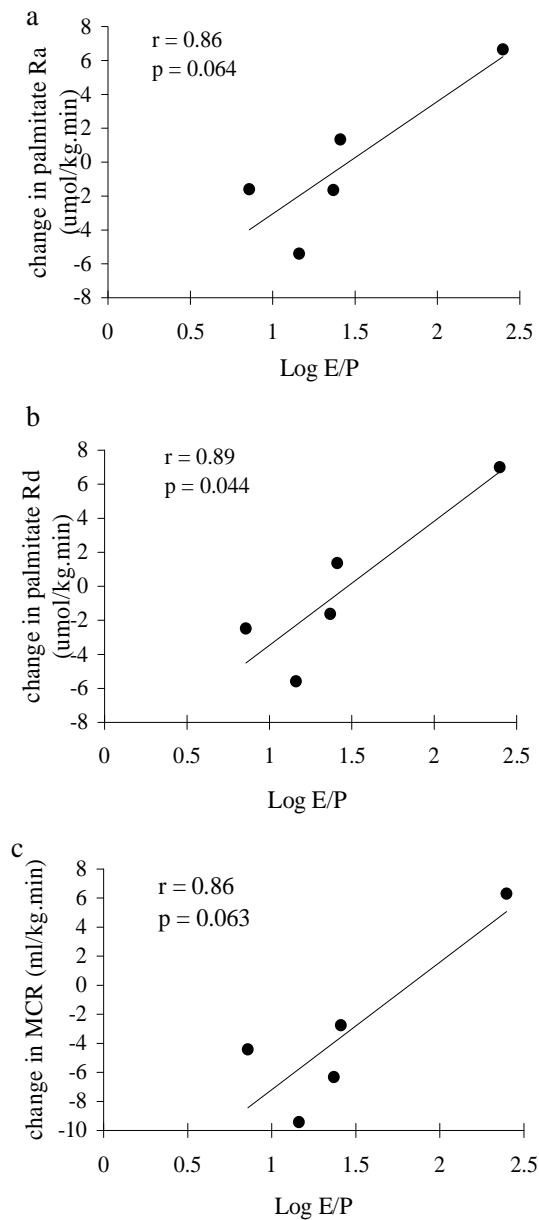 a
r = 0.86
p = 0.064
change in palmitate Ra
(umol/kg.min)
8
6
4
2
0
-2
-4
-6
-8
0 0.5 1 1.5 2 2.5
Log E/P
b
r = 0.89
p = 0.044
change in palmitate Rd
(umol/kg.min)
8
6
4
2
0
-2
-4
-6
-8
0 0.5 1 1.5 2 2.5
Log E/P
c
r = 0.86
p = 0.063
change in MCR (ml/kg.min)
8
6
4
2
0
-2
-4
-6
-8
-10
0 0.5 1 1.5 2 2.5
Log E/P